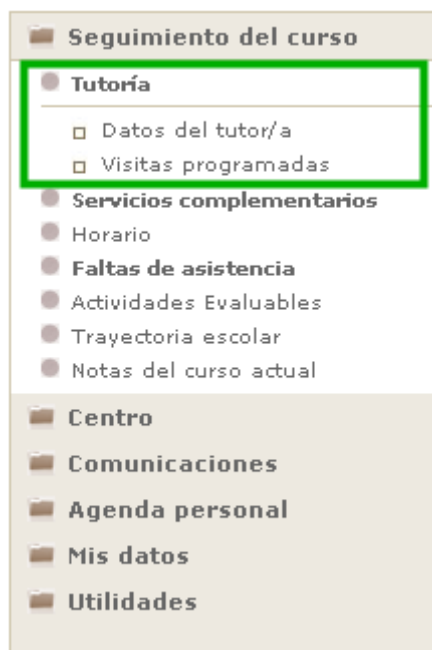 Seguimiento del curso
Tutoría
Datos del tutor/a
Visitas programadas
Servicios complementarios
Horario
Faltas de asistencia
Actividades Evaluables
Trayectoria escolar
Notas del curso actual
Centro
Comunicaciones
Agenda personal
Mis datos
Utilidades